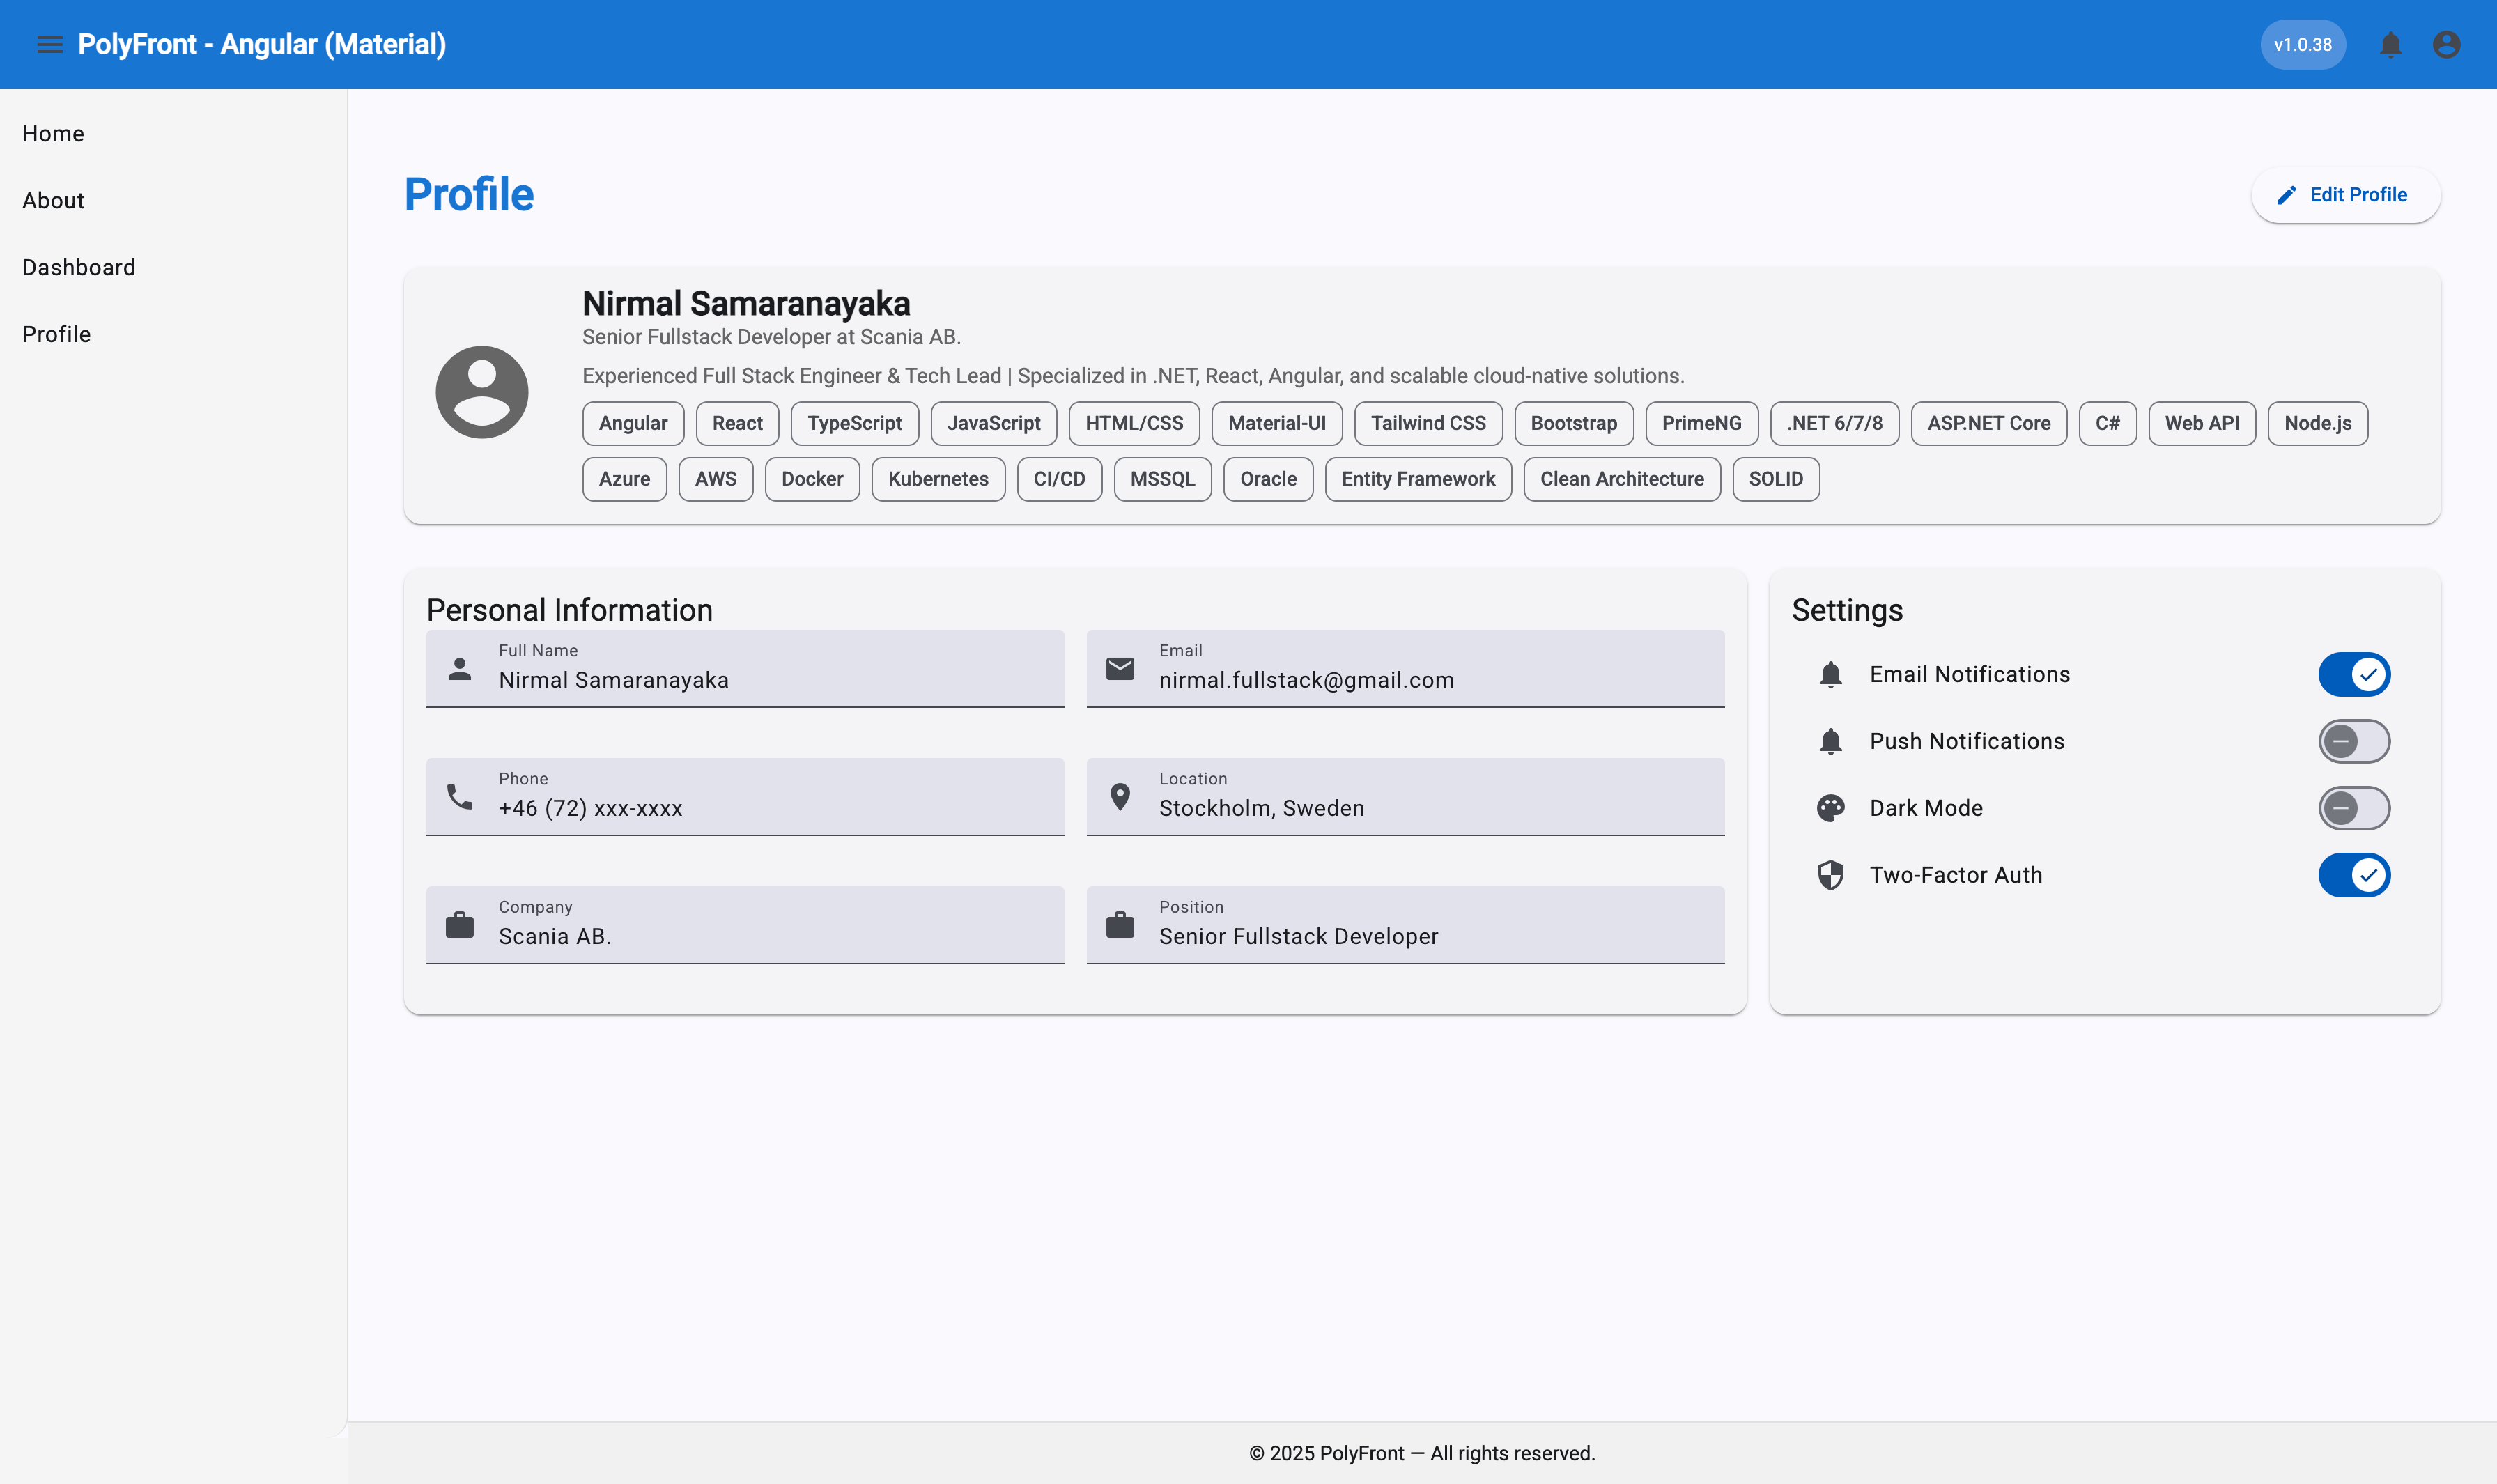 PolyFront - Angular (Material)
v1.0.38
Home
About
Dashboard
Profile
Profile
Edit Profile
Nirmal Samaranayaka
Senior Fullstack Developer at Scania AB.
Experienced Full Stack Engineer & Tech Lead | Specialized in .NET, React, Angular, and scalable cloud-native solutions.
Angular React TypeScript JavaScript HTML/CSS Material-UI Tailwind CSS Bootstrap PrimeNG .NET 6/7/8 ASP.NET Core C# Web API Node.js
Azure AWS Docker Kubernetes CI/CD MSSQL Oracle Entity Framework Clean Architecture SOLID
Personal Information
Full Name
Nirmal Samaranayaka
Email
nirmal.fullstack@gmail.com
Phone
+46 (72) xxx-xxxx
Location
Stockholm, Sweden
Company
Scania AB.
Position
Senior Fullstack Developer
Settings
Email Notifications
Push Notifications
Dark Mode
Two-Factor Auth
© 2025 PolyFront — All rights reserved.